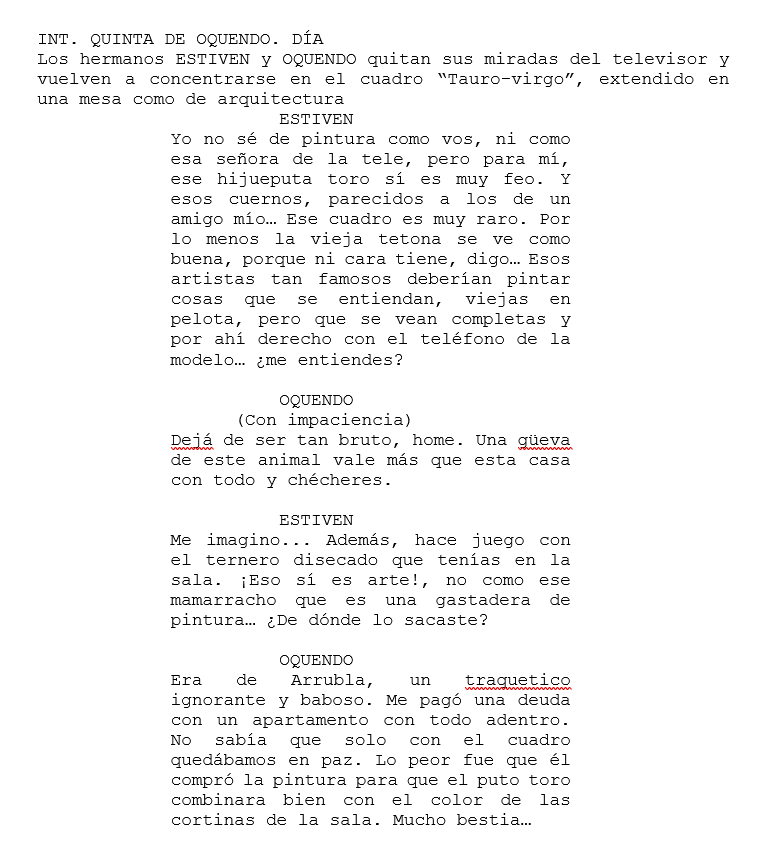 INT. QUINTA DE OQUENDO. DÍA
Los hermanos ESTIVEN y OQUENDO quitan sus miradas del televisor y
vuelven a concentrarse en el cuadro “Tauro-virgo”, extendido en
una mesa como de arquitectura
ESTIVEN
Yo no sé de pintura como vos, ni como
esa señora de la tele, pero para mí,
ese hijueputa toro sí es muy feo. Y
esos cuernos, parecidos a los de un
amigo mío… Ese cuadro es muy raro. Por
lo menos la vieja tetona se ve como
buena, porque ni cara tiene, digo… Esos
artistas tan famosos deberían pintar
cosas que se entiendan, viejas en
pelota, pero que se vean completas y
por ahí derecho con el teléfono de la
modelo… ¿me entiendes?
OQUENDO
(Con impaciencia)
Dejá de ser tan bruto, home. Una güeva
de este animal vale más que esta casa
con todo y chécheres.
ESTIVEN
Me imagino... Además, hace juego con
el ternero disecado que tenías en la
sala. ¡Eso sí es arte!, no como ese
mamarracho que es una gastadera de
pintura… ¿De dónde lo sacaste?
OQUENDO
Era de Arrubla, un traquetico
ignorante y baboso. Me pagó una deuda
con un apartamento con todo adentro.
No sabía que solo con el cuadro
quedábamos en paz. Lo peor fue que él
compró la pintura para que el puto toro
combinara bien con el color de las
cortinas de la sala. Mucho bestia…